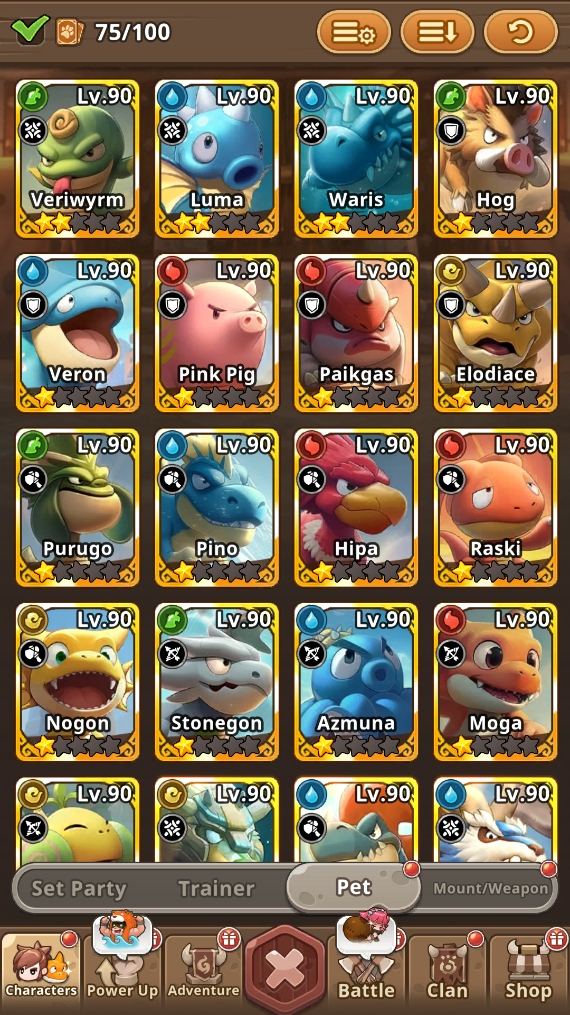 75/100
Lv.90 Lv.90 Lv.90 Lv.90
Veriwyrm Luma Waris Hog
Lv.90 Lv.90 Lv.90 Lv.90
Veron Pink Pig Paikgas Elodiace
Lv.90 Lv.90 Lv.90 Lv.90
Purugo Pino Hipa Raski
Lv.90 Lv.90 Lv.90 Lv.90
Nogon Stonegon Azmuna Moga
Lv.90 Lv.90 Lv.90 Lv.90
Set Party Trainer Pet Mount/Weapon
Characters Power Up Adventure Battle Clan Shop